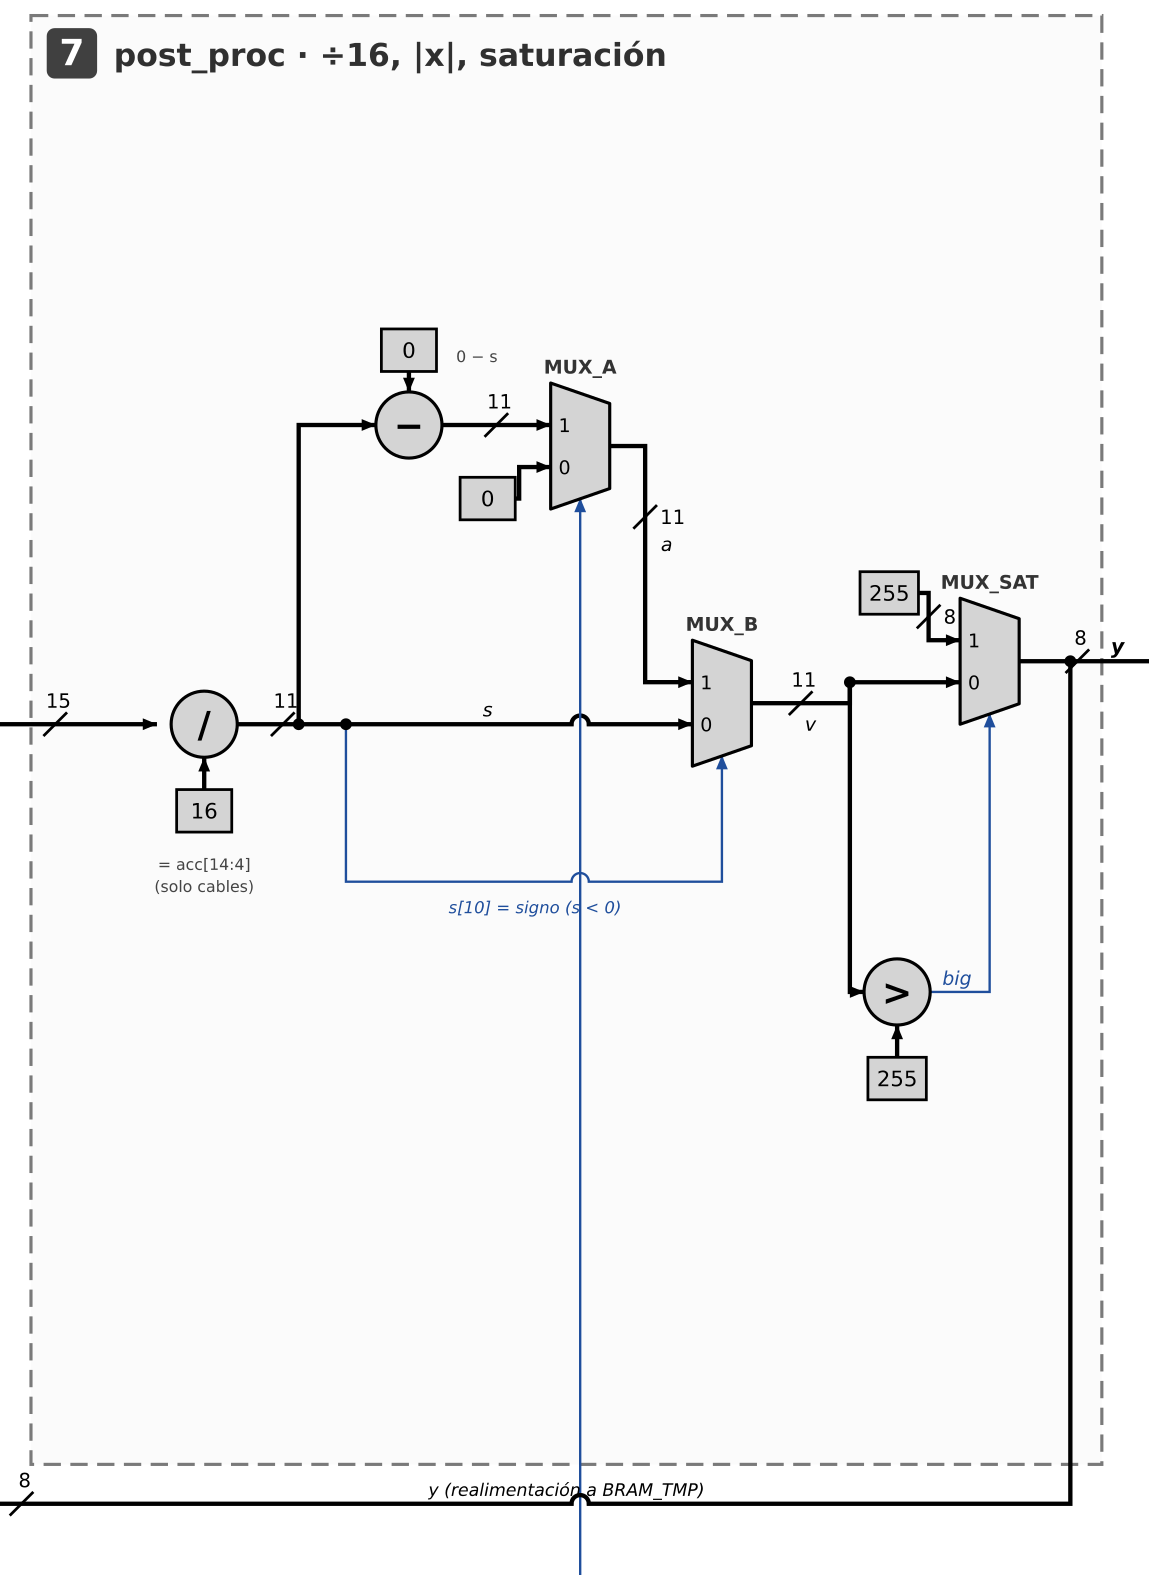 7 post_proc · ÷16, |x|, saturación
0
0 − s
MUX_A
−
11
1
0
0
11
a
255
MUX_SAT
8
1
0
8
y
MUX_B
1
0
11
v
15
/
11
s
16
= acc[14:4]
(solo cables)
s[10] = signo (s < 0)
>
big
255
8
y (realimentación a BRAM_TMP)